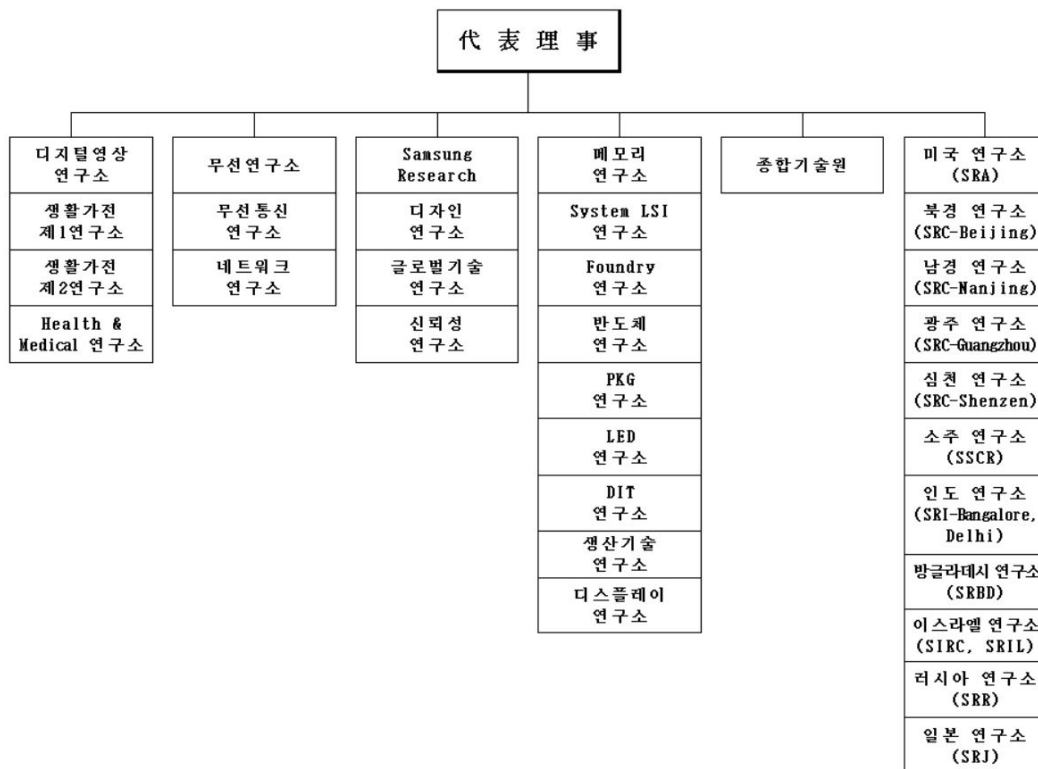 代 表 理 事
디지털영상
연구소
생활가전
제1연구소
생활가전
제2연구소
Health &
Medical 연구소
무선연구소
무선통신
연구소
네트워크
연구소
Samsung
Research
디자인
연구소
글로벌기술
연구소
신뢰성
연구소
메모리
연구소
System LSI
연구소
Foundry
연구소
반도체
연구소
PKG
연구소
LED
연구소
DIT
연구소
생산기술
연구소
디스플레이
연구소
종합기술원
미국 연구소
(SRA)
북경 연구소
(SRC-Beijing)
남경 연구소
(SRC-Nanjing)
광주 연구소
(SRC-Guangzhou)
심천 연구소
(SRC-Shenzen)
소주 연구소
(SSCR)
인도 연구소
(SRI-Bangalore,
Delhi)
방글라데시 연구소
(SRBD)
이스라엘 연구소
(SIRC, SRIL)
러시아 연구소
(SRR)
일본 연구소
(SRJ)